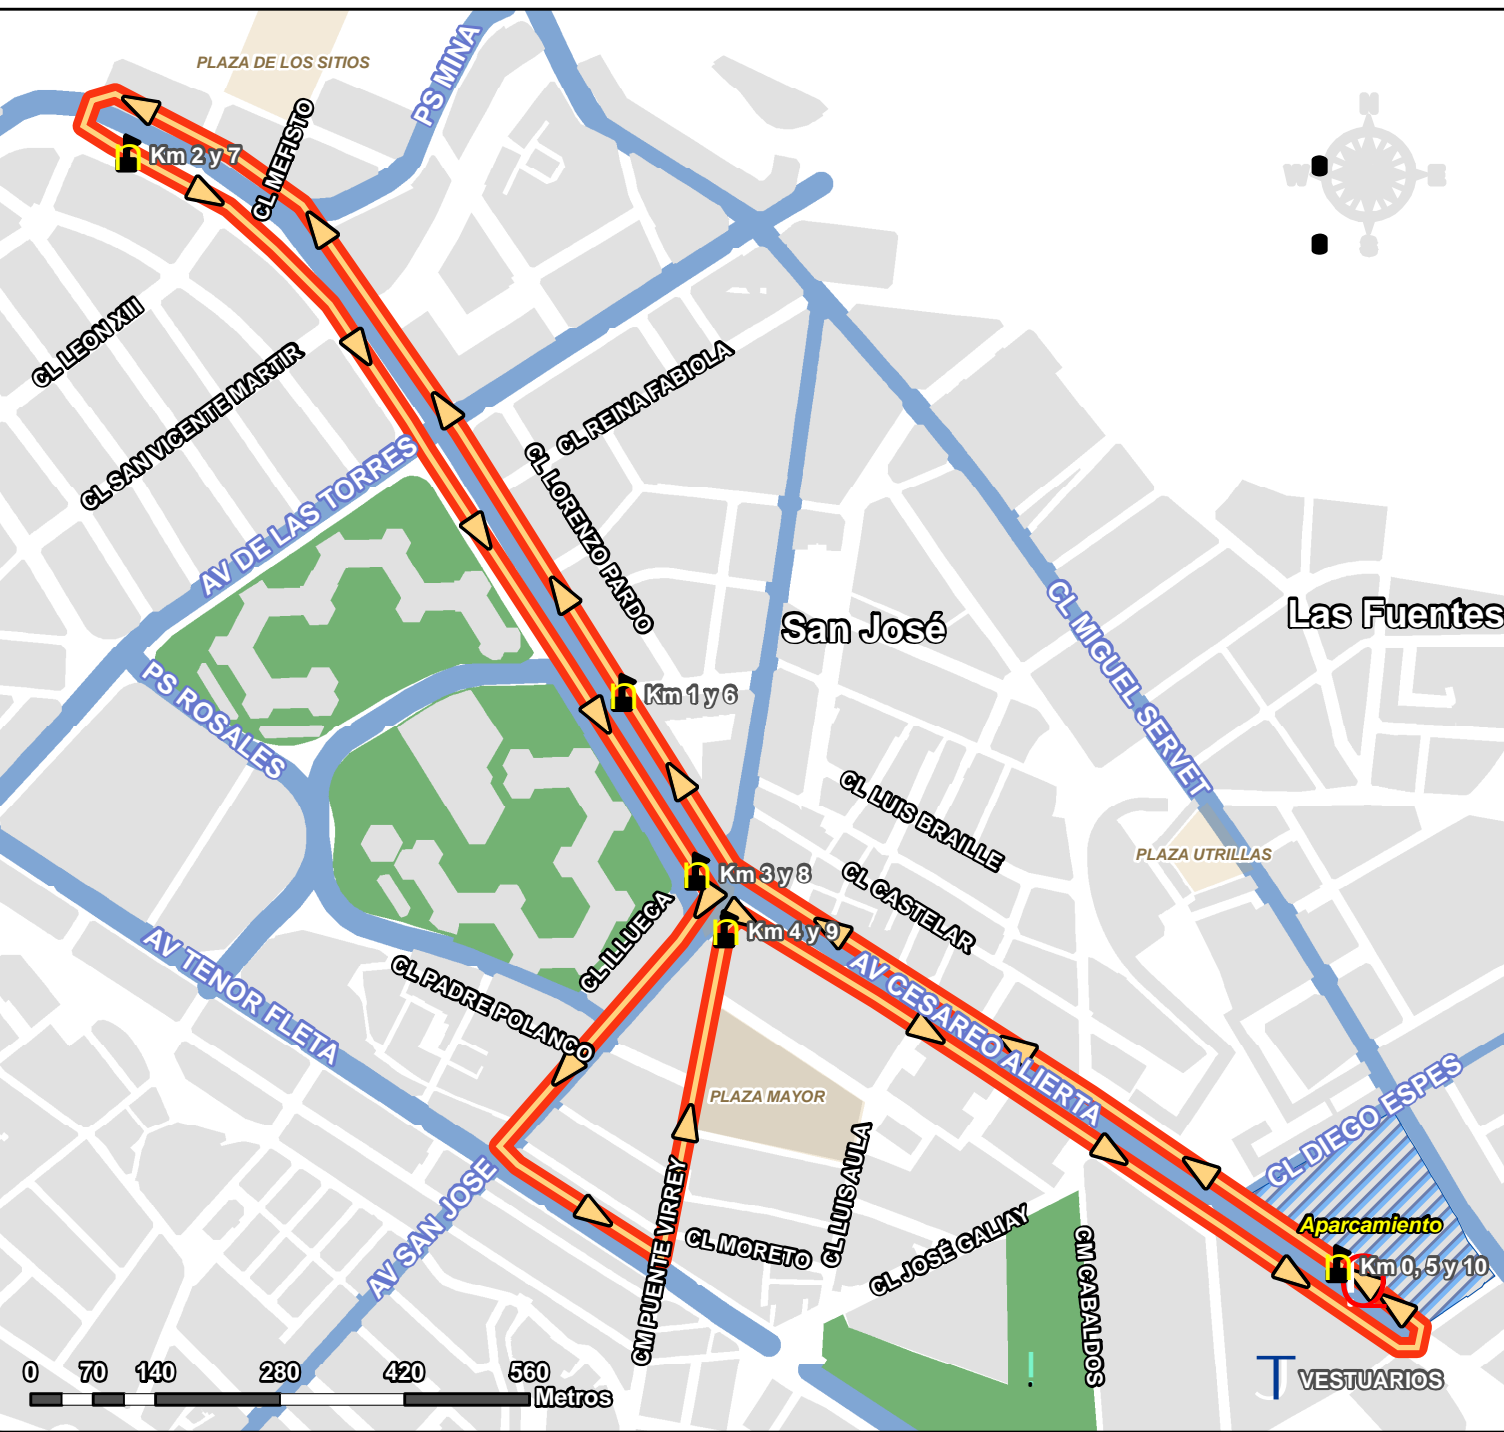 PLAZA DE LOS SITIOS
PS MINA
CL MEFISTO
N
W
E
S
Km 2 y 7
CL LEON XIII
CL SAN VICENTE MARTIR
CL REINA FABIOLA
AV DE LAS TORRES
CL LORENZO PARDO
San José
CL MIGUEL SERVET
Las Fuentes
PS ROSALES
Km 1 y 6
CL LUIS BRAILLE
PLAZA UTRILLAS
Km 3 y 8
CL CASTELAR
CL ILLUECA
Km 4 y 9
AV TENOR FLETA
CL PADRE POLANCO
AV CESAREO ALIERTA
PLAZA MAYOR
CL DIEGO ESPES
CL LUIS AULA
AV SAN JOSE
CM PUENTE VIRREY
CL MORETO
CL JOSÉ GALIAY
CM CABALDOS
Aparcamiento
Km 0, 5 y 10
VESTUARIOS
0 70 140 280 420 560
Metros